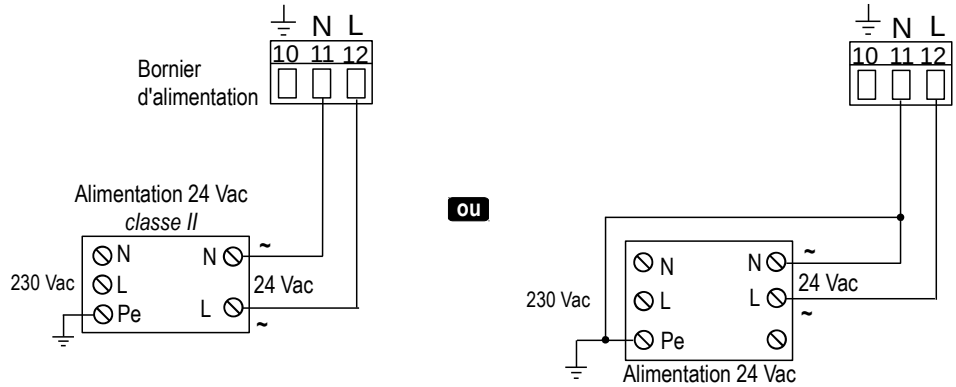 N L
10 11 12
Bornier
d'alimentation
Alimentation 24 Vac
classe II
N N ~
230 Vac L 24 Vac
Pe L ~
ou
N L
10 11 12
N N ~
230 Vac L L 24 Vac
~
Pe
Alimentation 24 Vac